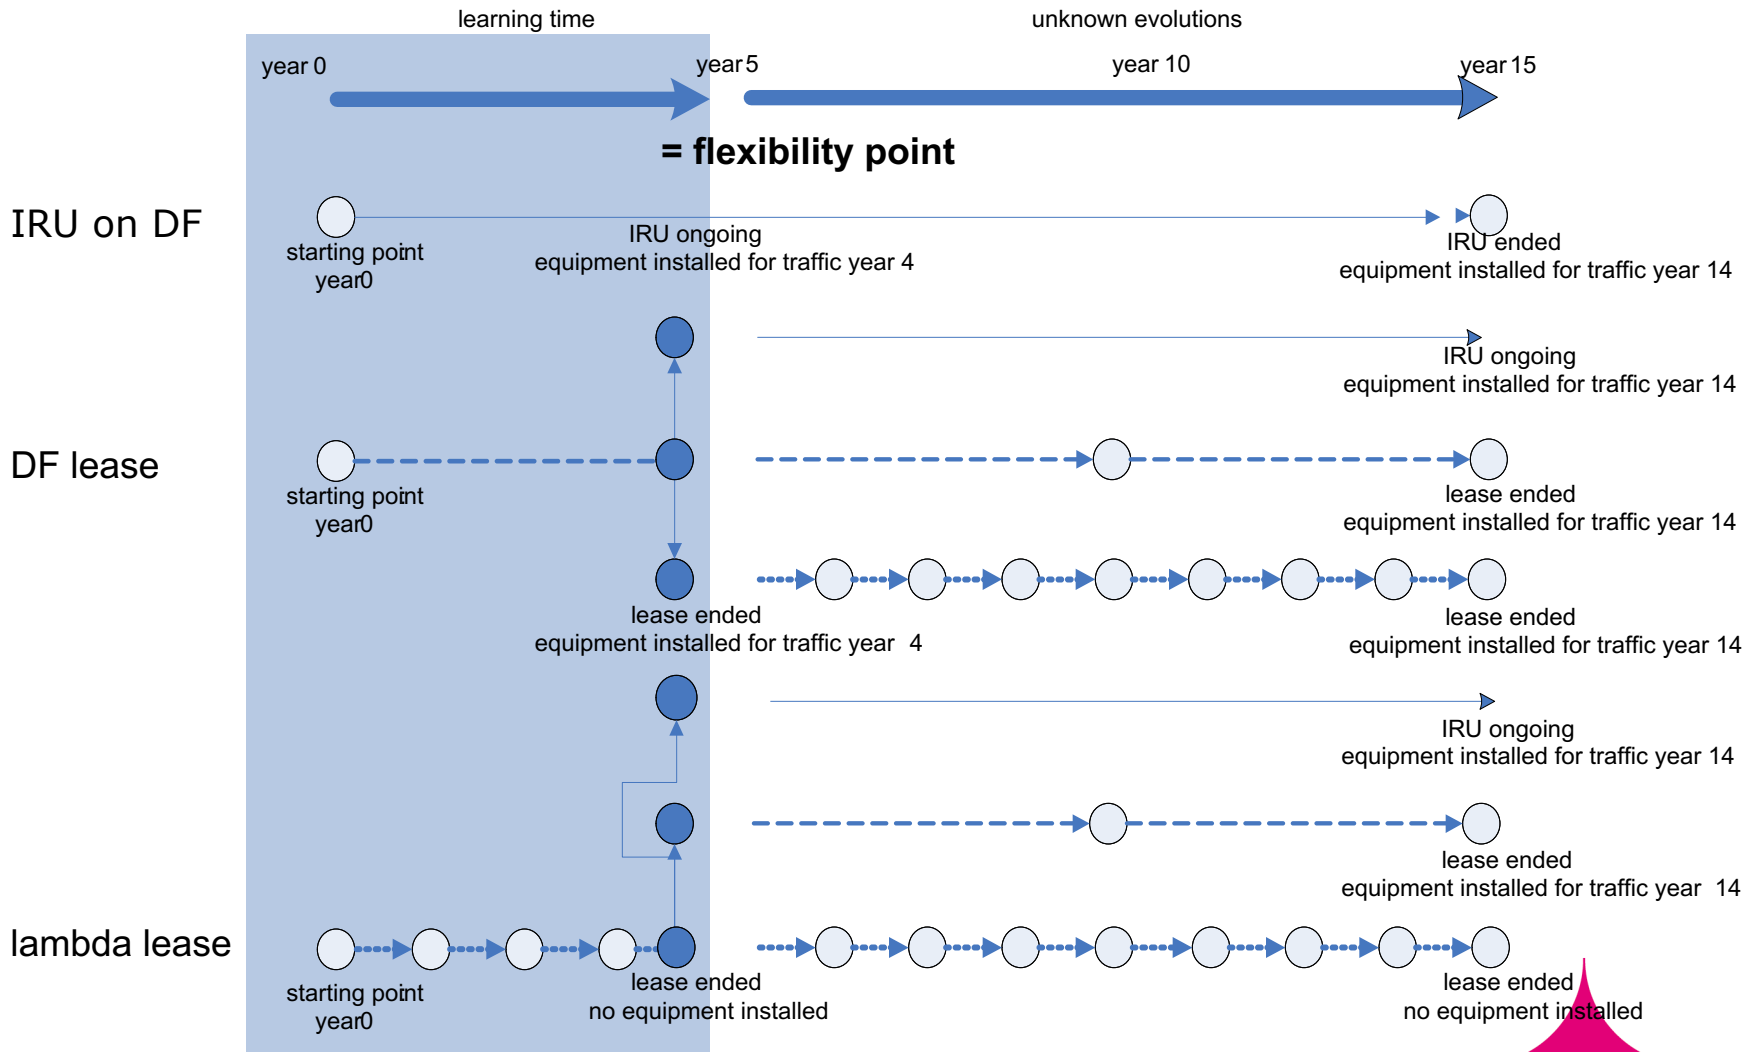 learning time
unknown evolutions
year 0
year 5
year 10
year 15
= flexibility point
IRU on DF
starting point
year0
IRU ongoing
equipment installed for traffic year 4
IRU ended
equipment installed for traffic year 14
IRU ongoing
equipment installed for traffic year 14
DF lease
starting point
year0
lease ended
equipment installed for traffic year 14
lease ended
equipment installed for traffic year 4
lease ended
equipment installed for traffic year 14
IRU ongoing
equipment installed for traffic year 14
lease ended
equipment installed for traffic year 14
lambda lease
starting point
year0
lease ended
no equipment installed
lease ended
no equipment installed